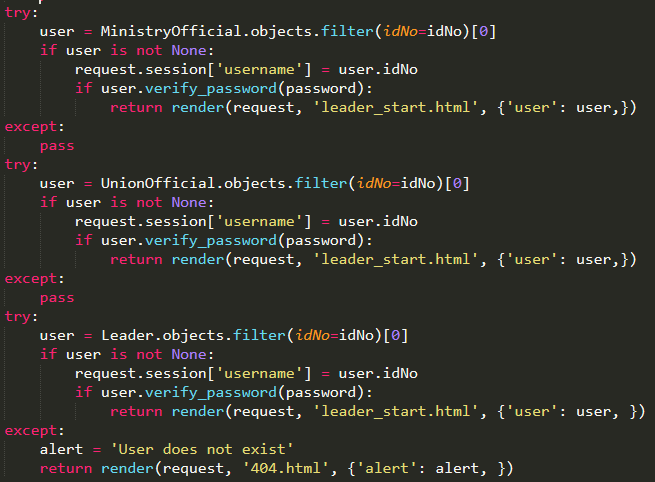 try:
    user = MinistryOfficial.objects.filter(idNo=idNo)[0]
    if user is not None:
        request.session['username'] = user.idNo
        if user.verify_password(password):
            return render(request, 'leader_start.html', {'user': user,})
except:
    pass
try:
    user = UnionOfficial.objects.filter(idNo=idNo)[0]
    if user is not None:
        request.session['username'] = user.idNo
        if user.verify_password(password):
            return render(request, 'leader_start.html', {'user': user,})
except:
    pass
try:
    user = Leader.objects.filter(idNo=idNo)[0]
    if user is not None:
        request.session['username'] = user.idNo
        if user.verify_password(password):
            return render(request, 'leader_start.html', {'user': user, })
except:
    alert = 'User does not exist'
    return render(request, '404.html', {'alert': alert, })